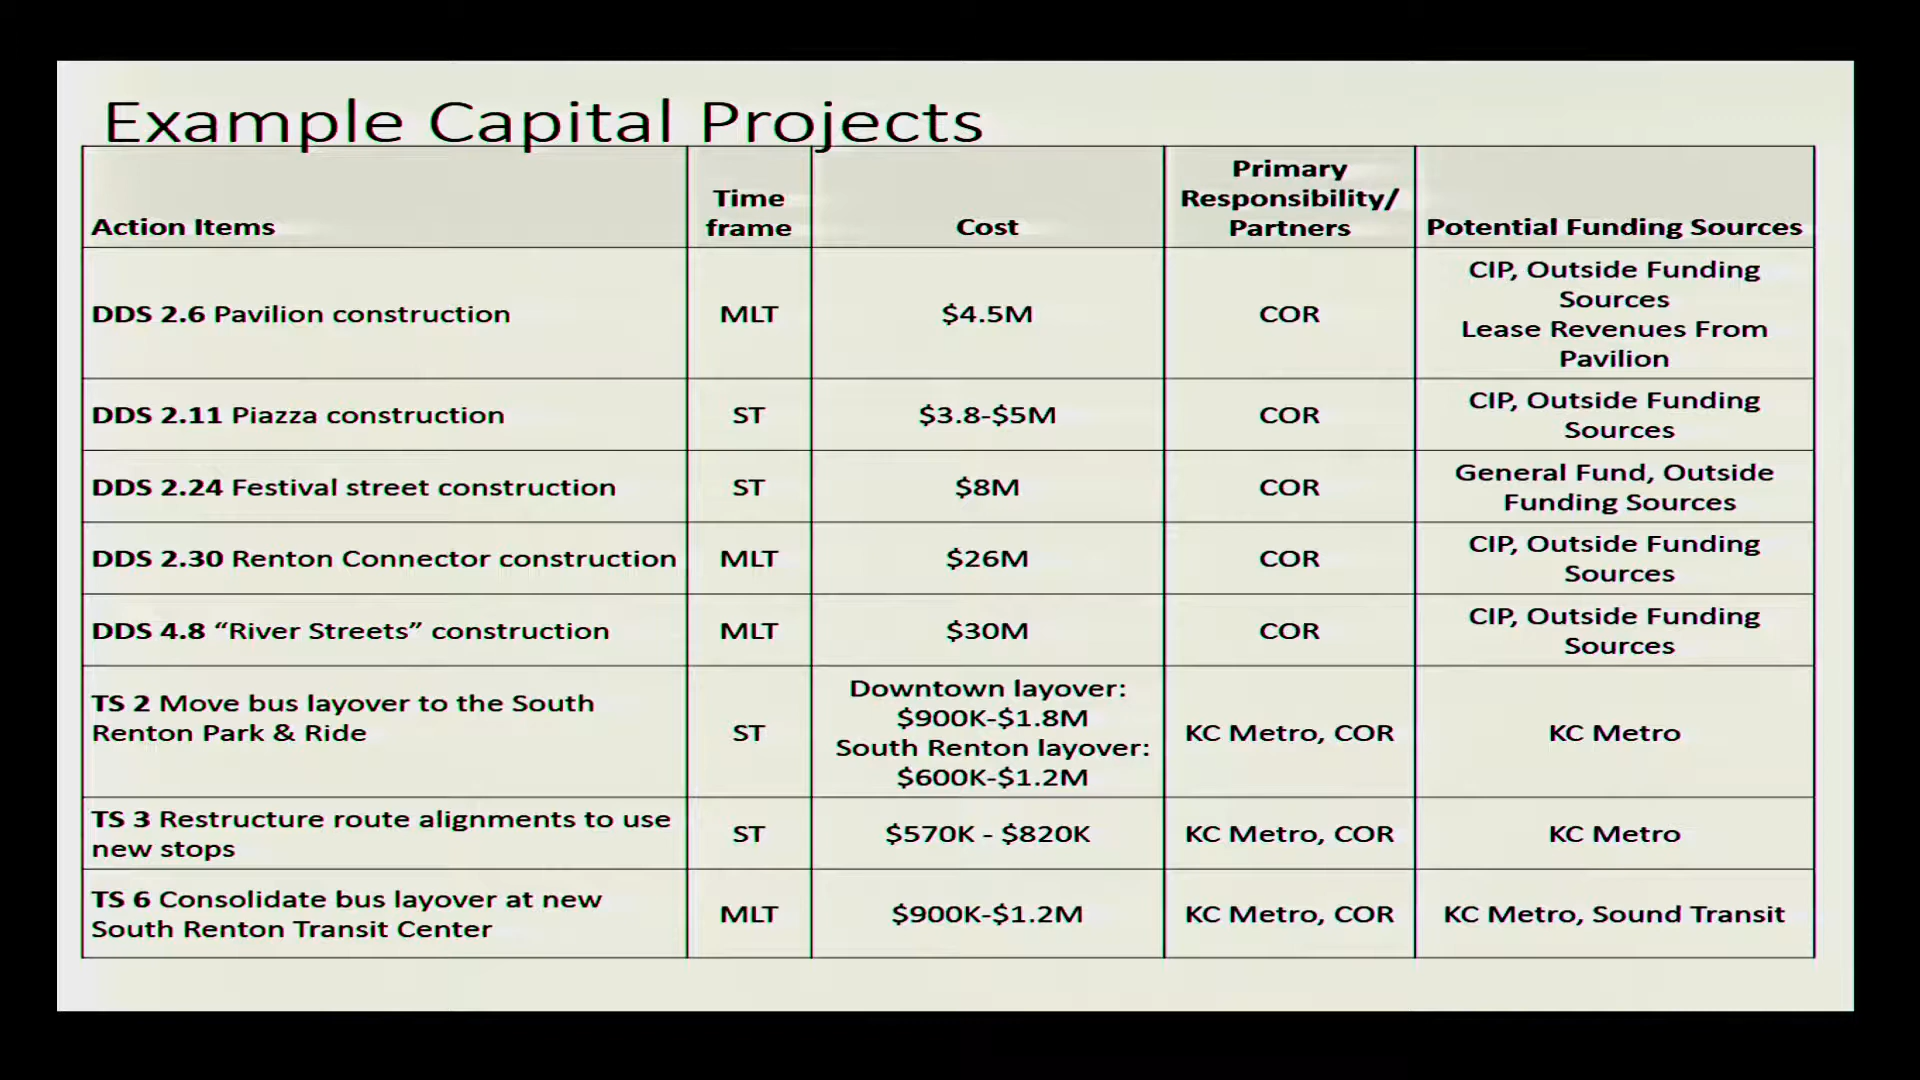 Example Capital Projects
Action Items
Time
frame
Cost
Primary
Responsibility/
Partners
Potential Funding Sources
DDS 2.6 Pavilion construction
MLT
$4.5M
COR
CIP, Outside Funding
Sources
Lease Revenues From
Pavilion
DDS 2.11 Piazza construction
ST
$3.8-$5M
COR
CIP, Outside Funding
Sources
DDS 2.24 Festival street construction
ST
$8M
COR
General Fund, Outside
Funding Sources
DDS 2.30 Renton Connector construction
MLT
$26M
COR
CIP, Outside Funding
Sources
DDS 4.8 “River Streets” construction
MLT
$30M
COR
CIP, Outside Funding
Sources
TS 2 Move bus layover to the South
Renton Park & Ride
ST
Downtown layover:
$900K-$1.8M
South Renton layover:
$600K-$1.2M
KC Metro, COR
KC Metro
TS 3 Restructure route alignments to use
new stops
ST
$570K - $820K
KC Metro, COR
KC Metro
TS 6 Consolidate bus layover at new
South Renton Transit Center
MLT
$900K-$1.2M
KC Metro, COR
KC Metro, Sound Transit